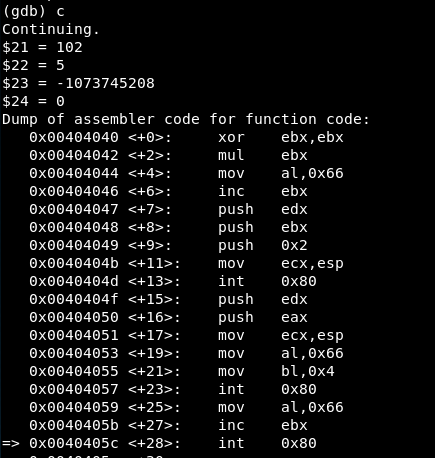 (gdb) c
Continuing.
$21 = 102
$22 = 5
$23 = -1073745208
$24 = 0
Dump of assembler code for function code:
   0x00404040 <+0>:     xor    ebx,ebx
   0x00404042 <+2>:     mul    ebx
   0x00404044 <+4>:     mov    al,0x66
   0x00404046 <+6>:     inc    ebx
   0x00404047 <+7>:     push   edx
   0x00404048 <+8>:     push   ebx
   0x00404049 <+9>:     push   0x2
   0x0040404b <+11>:    mov    ecx,esp
   0x0040404d <+13>:    int    0x80
   0x0040404f <+15>:    push   edx
   0x00404050 <+16>:    push   eax
   0x00404051 <+17>:    mov    ecx,esp
   0x00404053 <+19>:    mov    al,0x66
   0x00404055 <+21>:    mov    bl,0x4
   0x00404057 <+23>:    int    0x80
   0x00404059 <+25>:    mov    al,0x66
   0x0040405b <+27>:    inc    ebx
=> 0x0040405c <+28>:    int    0x80